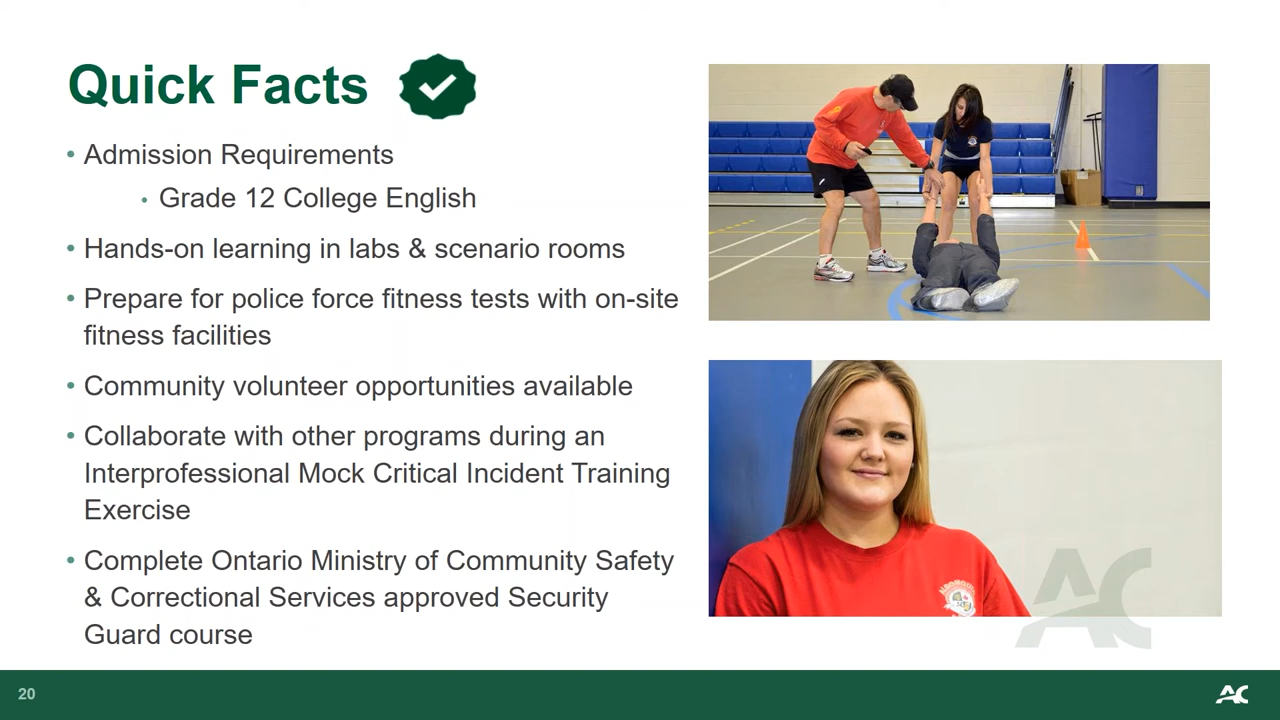 Quick Facts
• Admission Requirements
• Grade 12 College English
• Hands-on learning in labs & scenario rooms
• Prepare for police force fitness tests with on-site
fitness facilities
• Community volunteer opportunities available
• Collaborate with other programs during an
Interprofessional Mock Critical Incident Training
Exercise
• Complete Ontario Ministry of Community Safety
& Correctional Services approved Security
Guard course
AC
20
AC